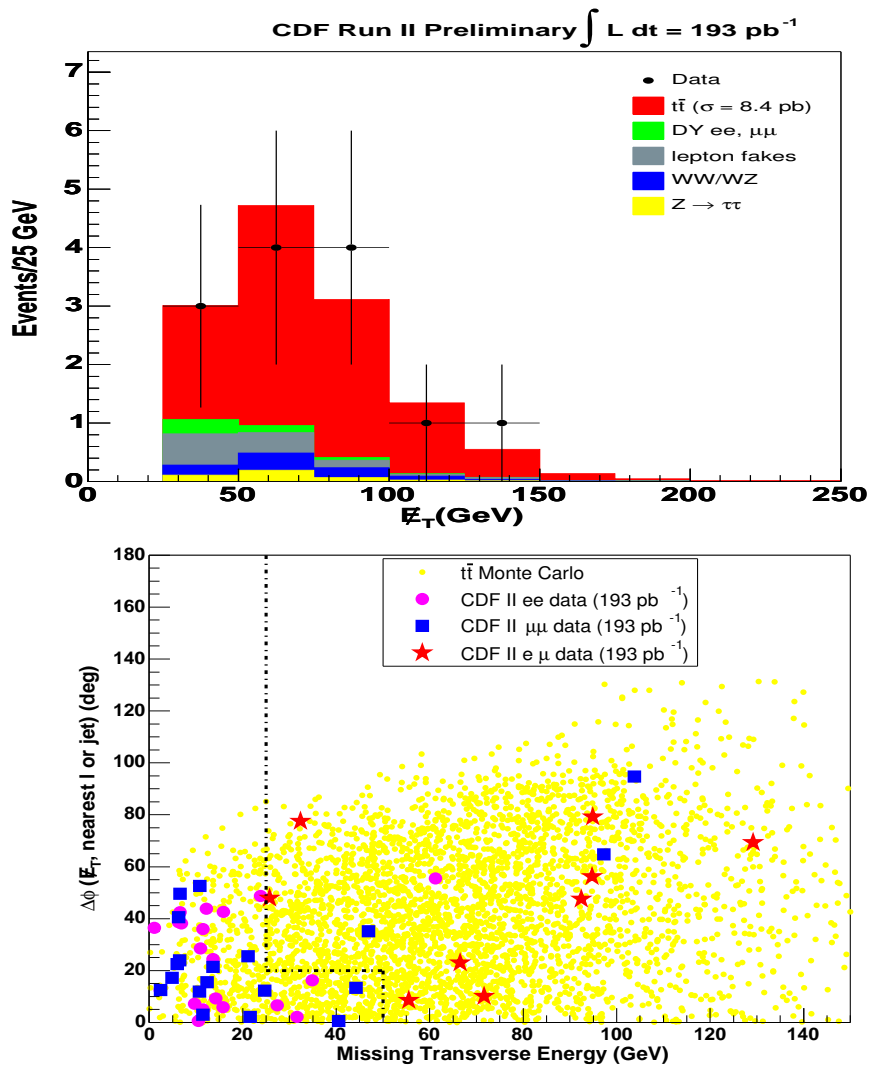 CDF Run II Preliminary ∫ L dt = 193 pb⁻¹
Events/25 GeV
7
6
5
4
3
2
1
0
Data
tt̄ (σ = 8.4 pb)
DY ee, μμ
lepton fakes
WW/WZ
Z → ττ
0 50 100 150 200 250
E̸_T(GeV)
Δϕ (E̸_T, nearest l or jet) (deg)
180
160
140
120
100
80
60
40
20
0
tt̄ Monte Carlo
CDF II ee data (193 pb⁻¹)
CDF II μμ data (193 pb⁻¹)
CDF II e μ data (193 pb⁻¹)
0 20 40 60 80 100 120 140
Missing Transverse Energy (GeV)